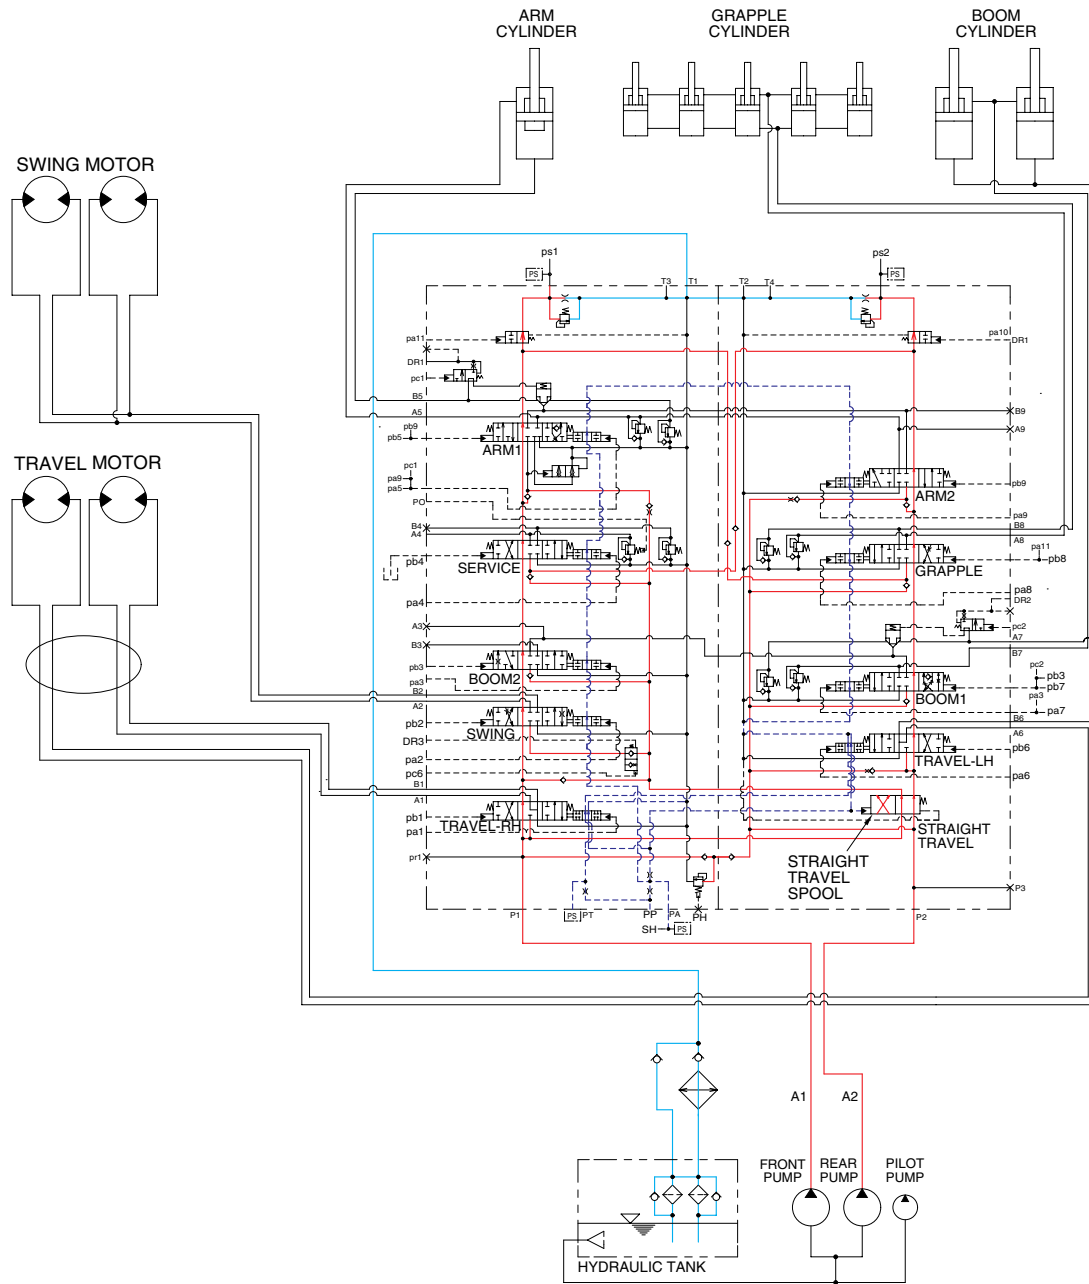 ARM
CYLINDER
GRAPPLE
CYLINDER
BOOM
CYLINDER
SWING MOTOR
TRAVEL MOTOR
ps1
PS
T3
T1
T2
T4
ps2
PS
pa11
DR1
pc1
B5
A5
pb9
pb5
ARM1
pc1
pa9
pa5
PO
B4
A4
pb4
SERVICE
pa4
A3
B3
pb3
BOOM2
pa3
B2
A2
pb2
SWING
DR3
pa2
pc6
B1
A1
pb1
TRAVEL-RH
pa1
pr1
pa10
DR1
B9
A9
ARM2
pb9
pa9
B8
A8
pa11
pb8
GRAPPLE
pa8
DR2
pc2
A7
B7
pc2
pb3
pb7
pa3
BOOM1
pa7
B6
A6
pb6
TRAVEL-LH
pa6
STRAIGHT
TRAVEL
STRAIGHT
TRAVEL
SPOOL
P3
P1
PS
PT
PP
PA
PH
SH
PS
P2
A1
A2
FRONT
PUMP
REAR
PUMP
PILOT
PUMP
HYDRAULIC TANK